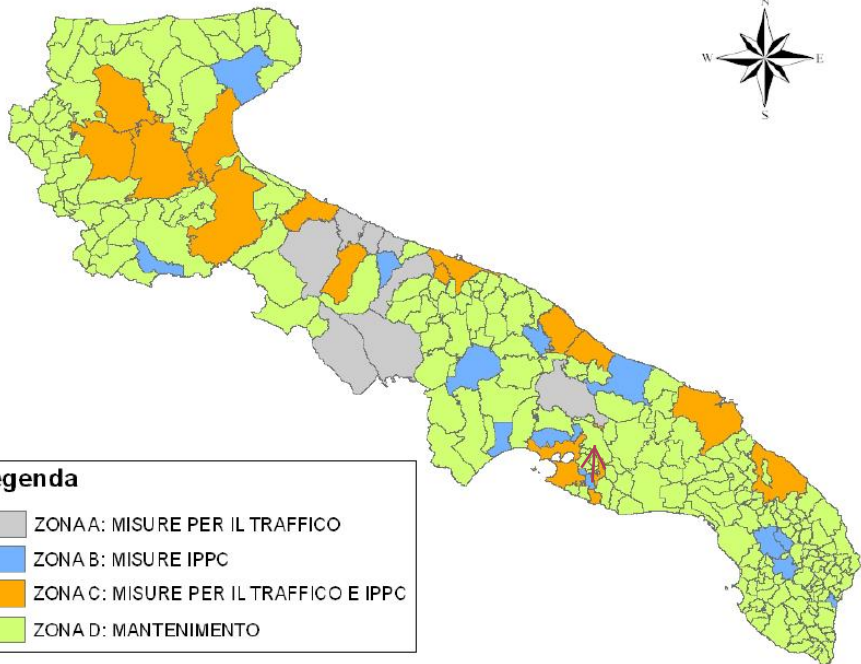 N
W E
S
egenda
ZONA A: MISURE PER IL TRAFFICO
ZONA B: MISURE IPPC
ZONA C: MISURE PER IL TRAFFICO E IPPC
ZONA D: MANTENIMENTO